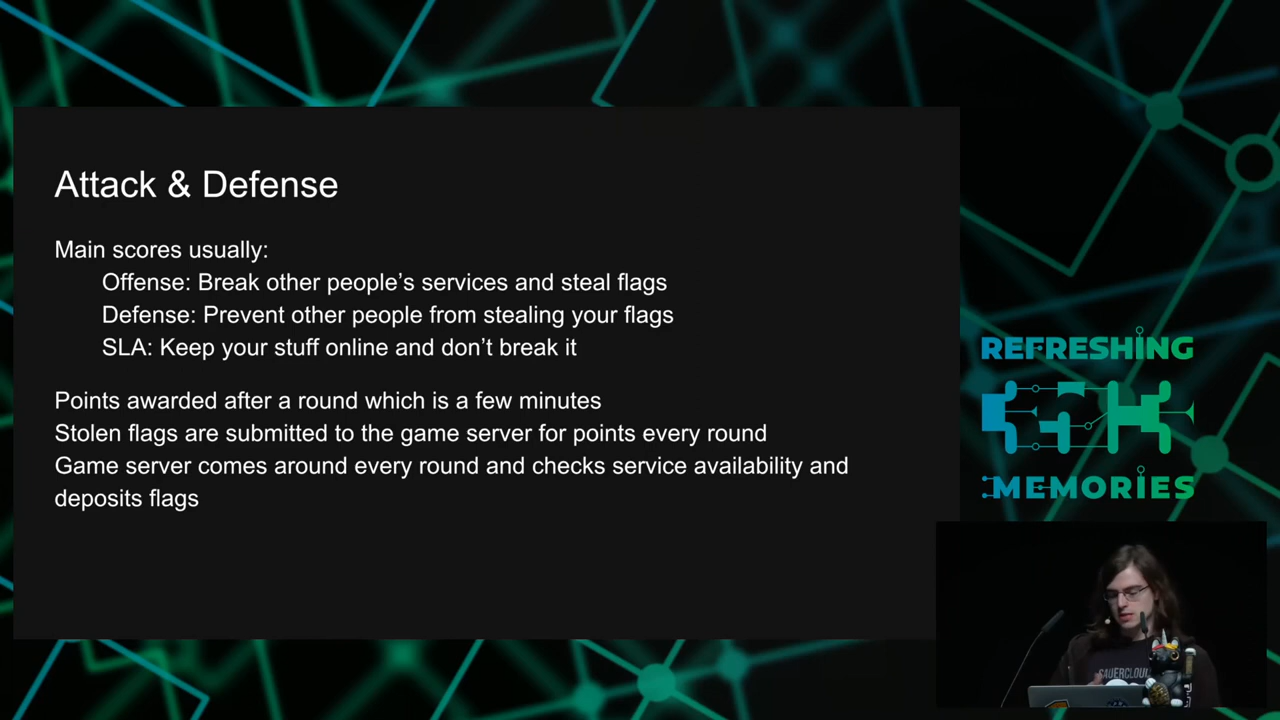 Attack & Defense
Main scores usually:
Offense: Break other people’s services and steal flags
Defense: Prevent other people from stealing your flags
SLA: Keep your stuff online and don’t break it
Points awarded after a round which is a few minutes
Stolen flags are submitted to the game server for points every round
Game server comes around every round and checks service availability and
deposits flags
REFRESHING
GPN
MEMORIES
SAUERCLOUD